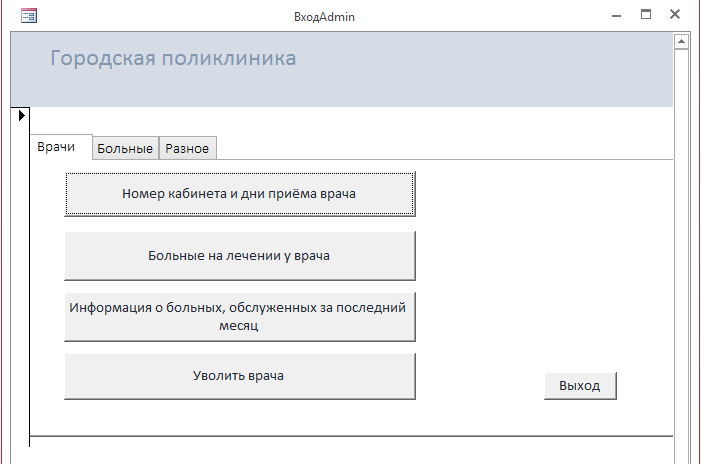 ВходAdmin
Городская поликлиника
Врачи
Больные
Разное
Номер кабинета и дни приёма врача
Больные на лечении у врача
Информация о больных, обслуженных за последний
месяц
Уволить врача
Выход